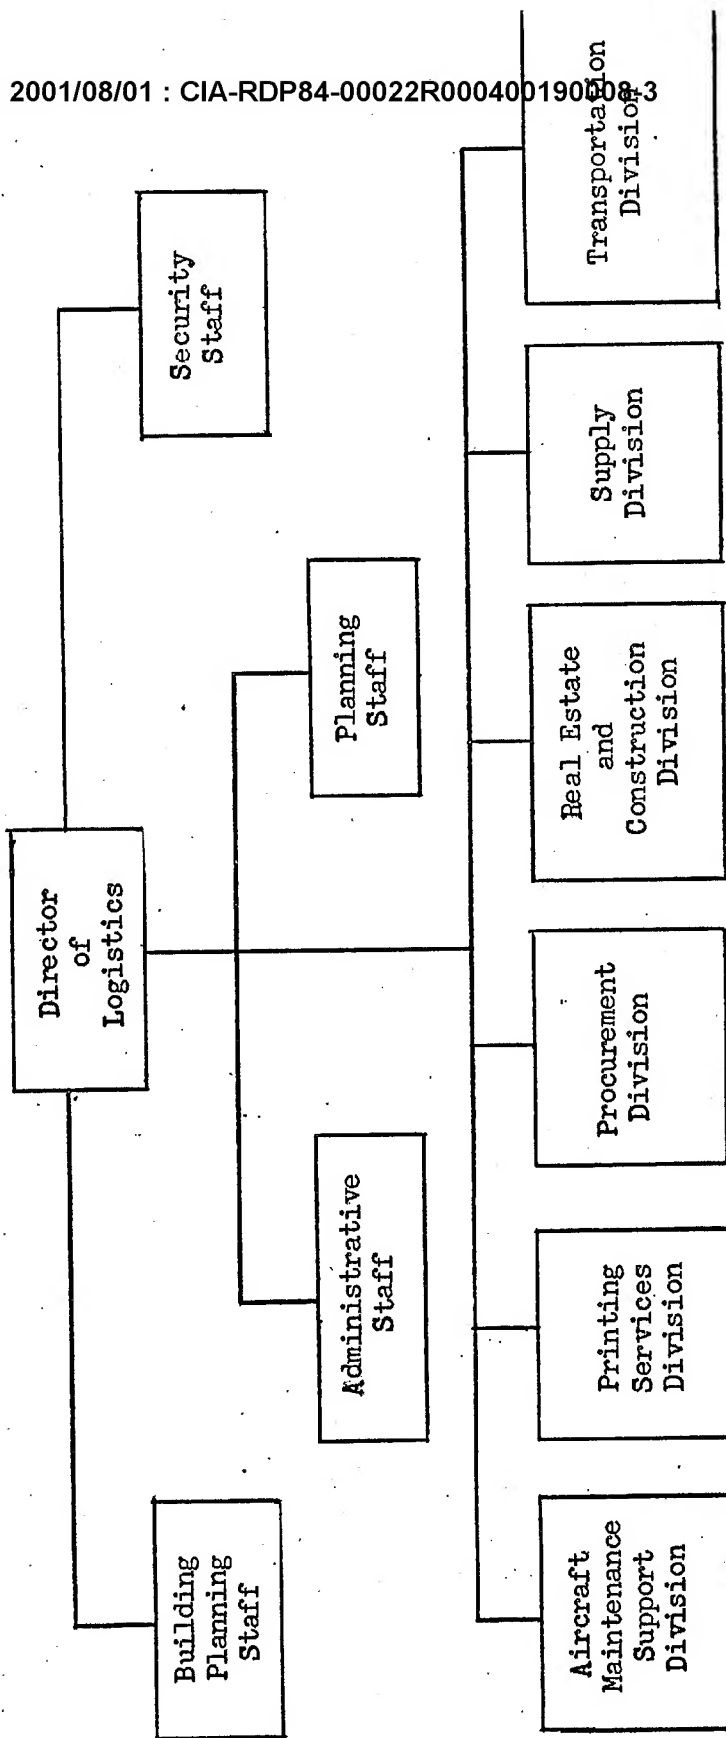 2001/08/01 : CIA-RDP84-00022R000400190008-3
Director
of
Logistics
Building
Planning
Staff
Security
Staff
Administrative
Staff
Planning
Staff
Aircraft
Maintenance
Support
Division
Printing
Services
Division
Procurement
Division
Real Estate
and
Construction
Division
Supply
Division
Transportation
Division